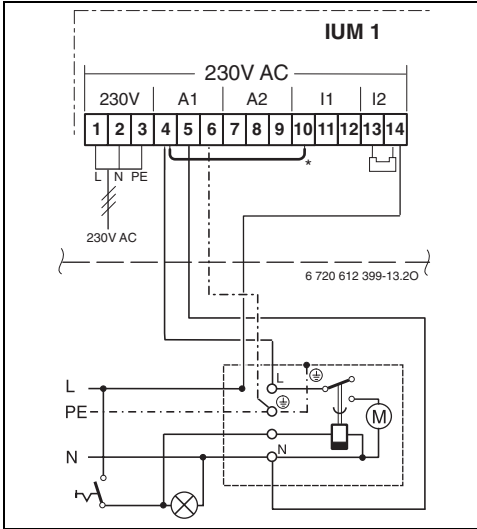 IUM 1
230V AC
230V A1 A2 I1 I2
1 2 3 4 5 6 7 8 9 10 11 12 13 14
L N PE *
230V AC
6 720 612 399-13.2O
L
L
PE
M
N
N